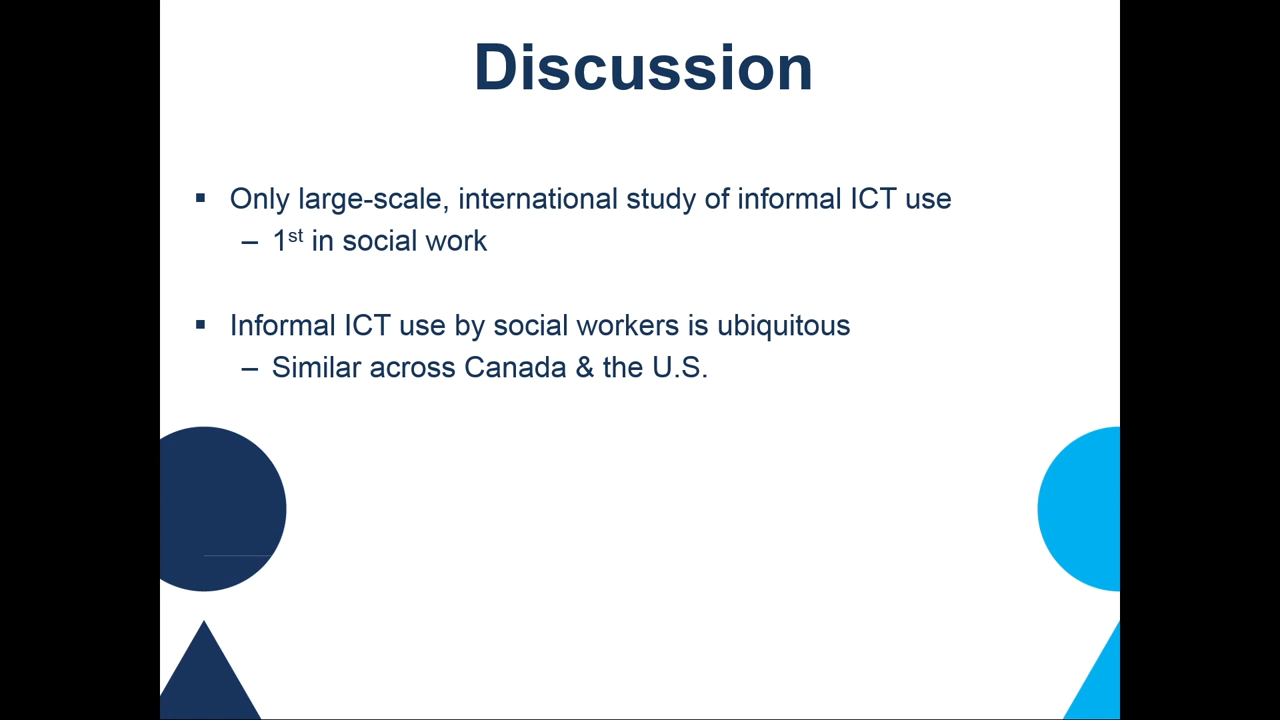 Discussion
▪ Only large-scale, international study of informal ICT use
– 1st in social work
▪ Informal ICT use by social workers is ubiquitous
– Similar across Canada & the U.S.